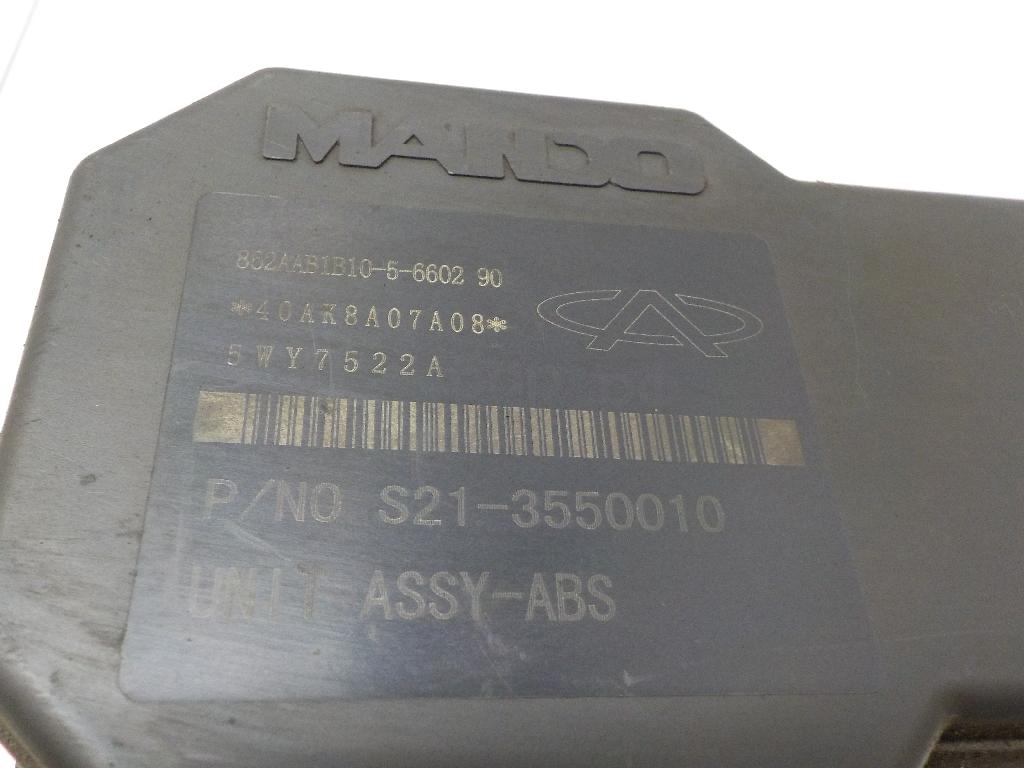 MANDO
862AAB1B10-5-6602 90
*40AK8A07A08*
5WY7522A
P/NO S21-3550010
UNIT ASSY-ABS